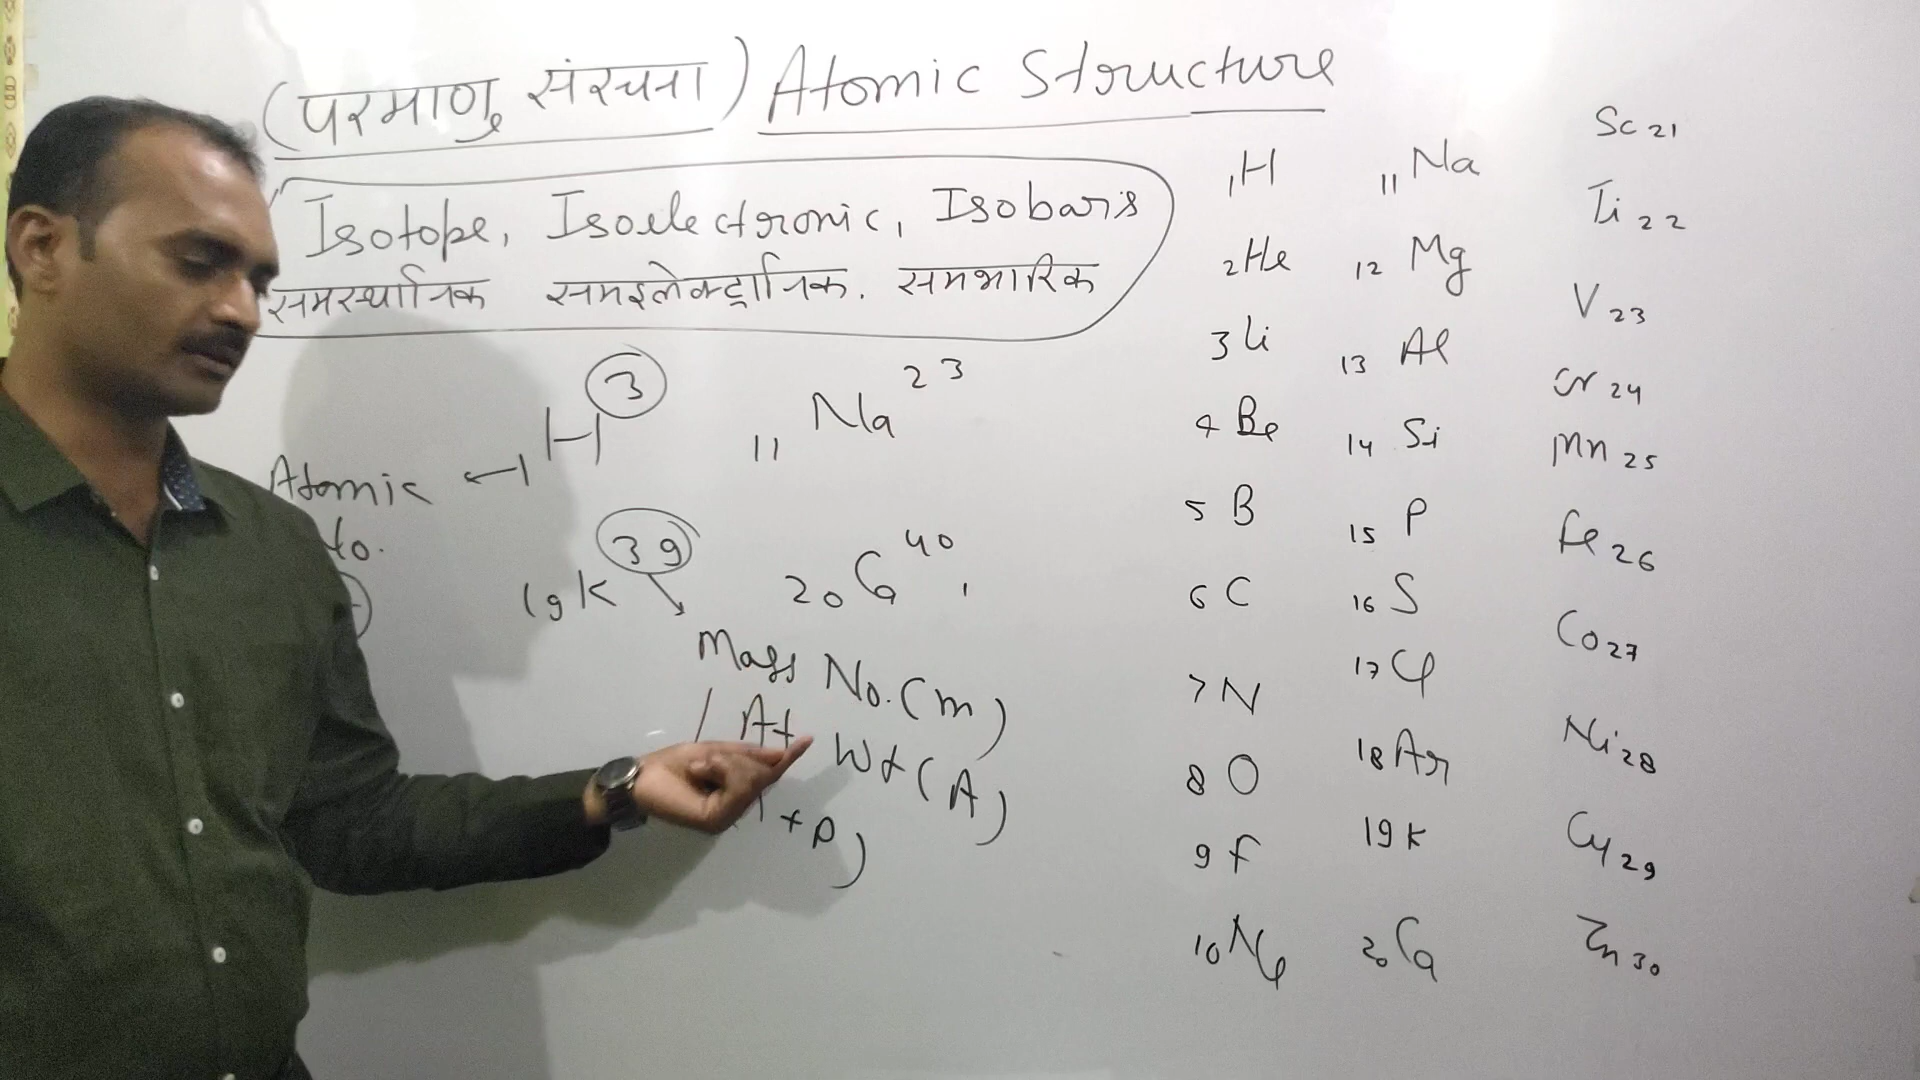 (परमाणु संरचना) Atomic Structure
Isotope, Isoelectronic, Isobaris
समस्थानिक समइलेक्ट्रानिक. समभारिक
1H 3
11 Na 23
Atomic
No.
19 K 39
20 Ca 40
Mass No. (m)
At Wt (A)
+ p)
1H
2He
3 Li
4 Be
5 B
6 C
7 N
8 O
9 F
10 Ne
11 Na
12 Mg
13 Al
14 Si
15 P
16 S
17 Cl
18 Ar
19 K
20 Ca
Sc 21
Ti 22
V 23
Cr 24
Mn 25
Fe 26
Co 27
Ni 28
Cu 29
Zn 30